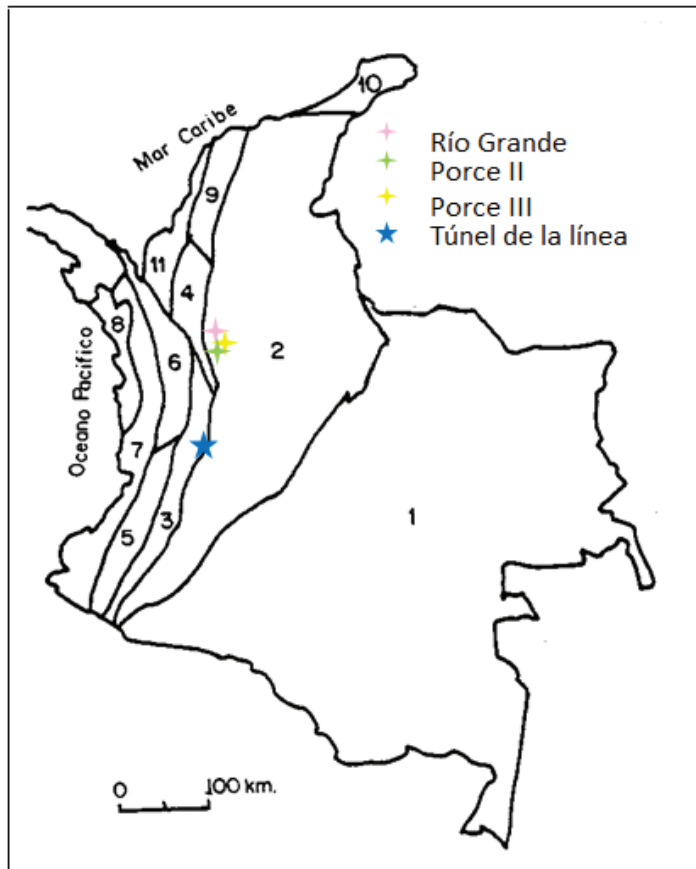 10
Mar Caribe
Río Grande
Porce II
Porce III
Túnel de la línea
9
11
4
8
6
2
Oceano Pacífico
7
3
5
1
0 100 km.